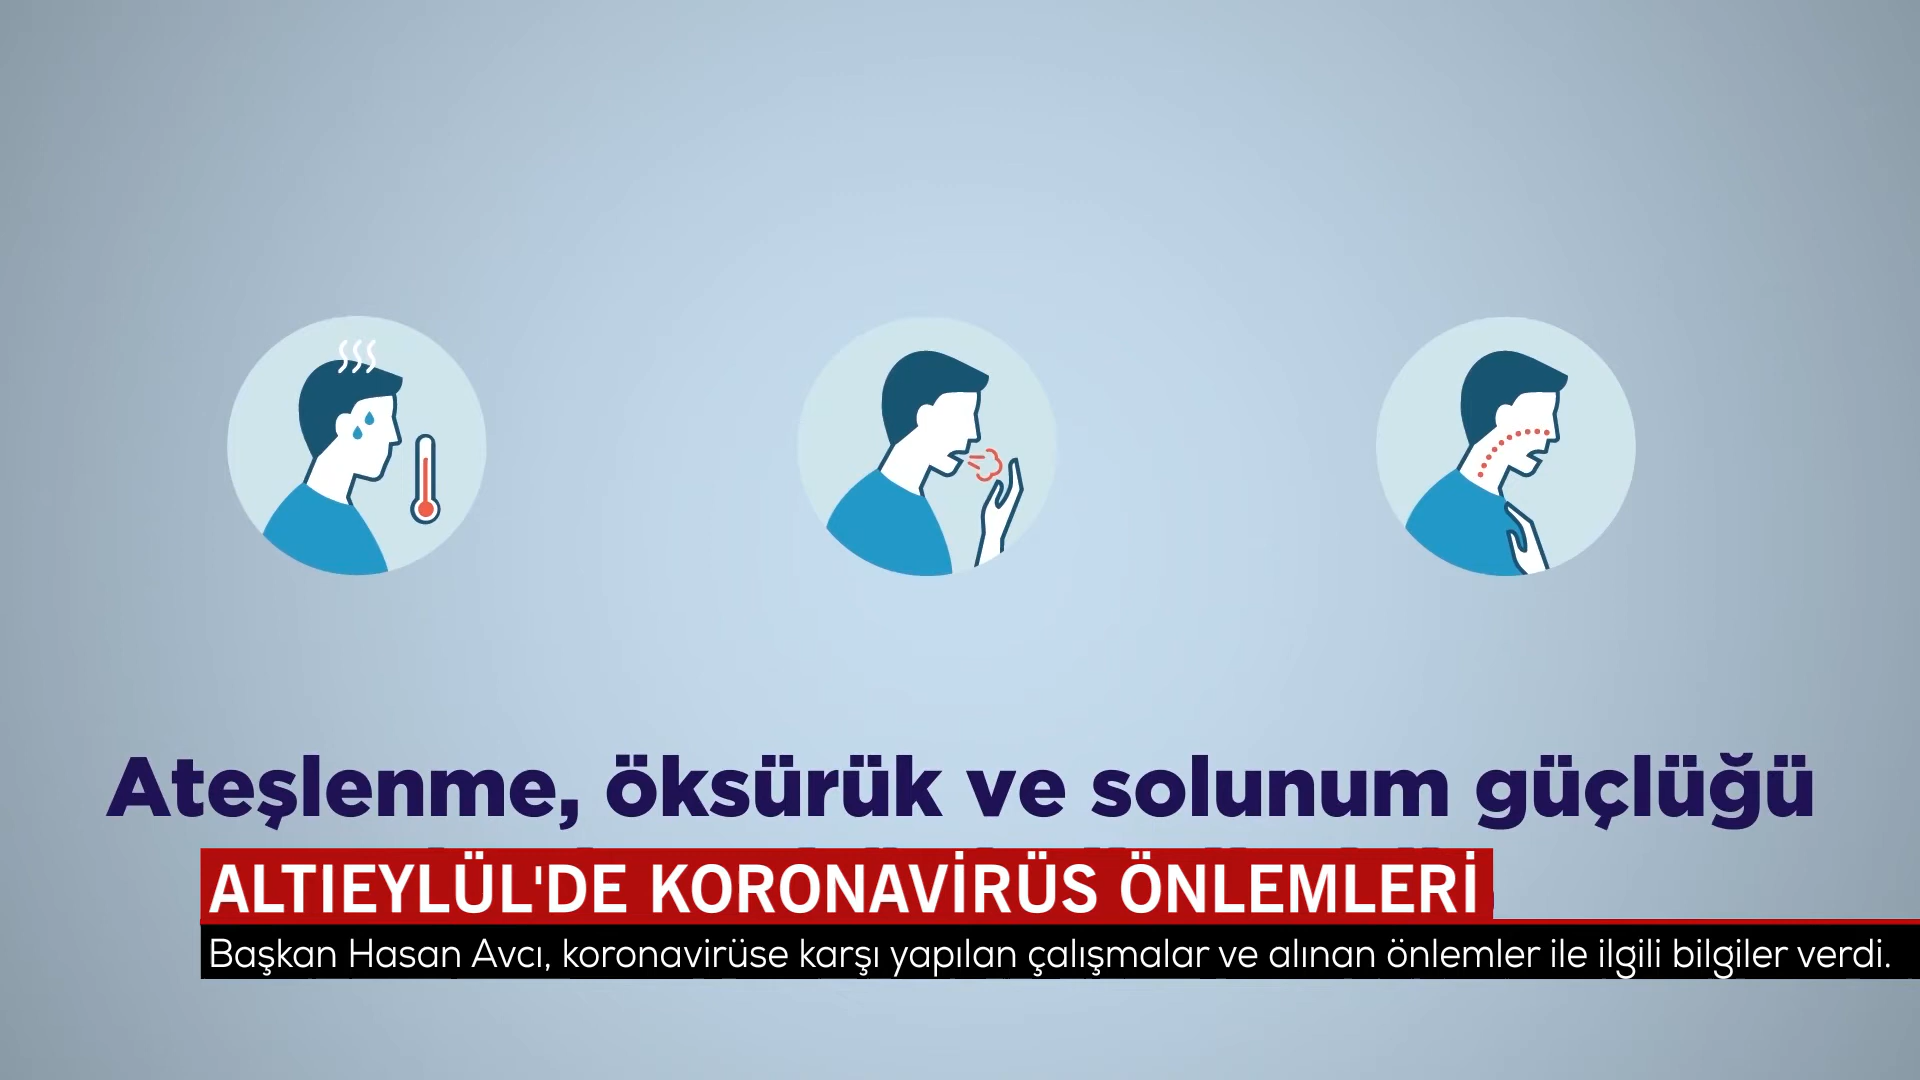 Ateşlenme, öksürük ve solunum güçlüğü
ALTIEYLÜL'DE KORONAVİRÜS ÖNLEMLERİ
Başkan Hasan Avcı, koronavirüse karşı yapılan çalışmalar ve alınan önlemler ile ilgili bilgiler verdi.